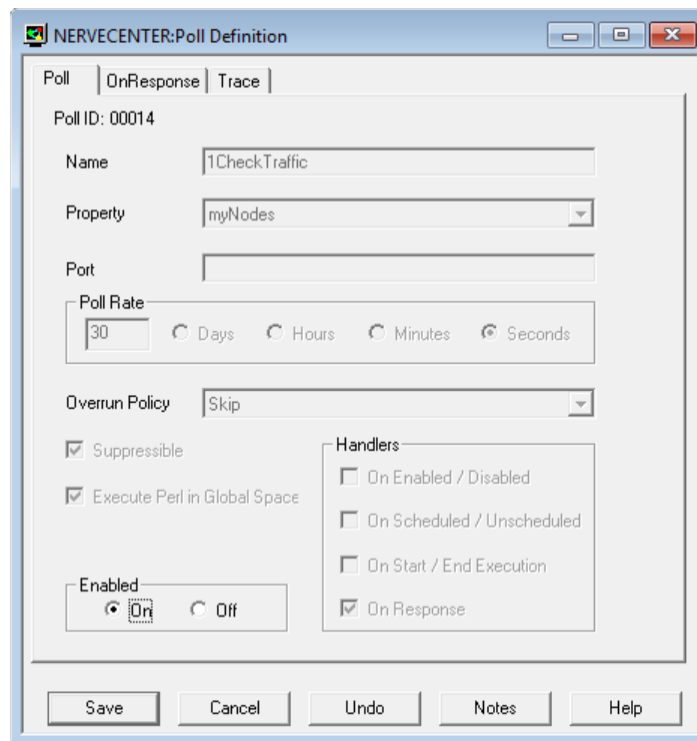 NERVECENTER:Poll Definition
Poll OnResponse Trace
Poll ID: 00014
Name 1CheckTraffic
Property myNodes
Port
Poll Rate
30 Days Hours Minutes Seconds
Overrun Policy Skip
Suppressible
Execute Perl in Global Space
Handlers
On Enabled / Disabled
On Scheduled / Unscheduled
On Start / End Execution
On Response
Enabled
On Off
Save Cancel Undo Notes Help